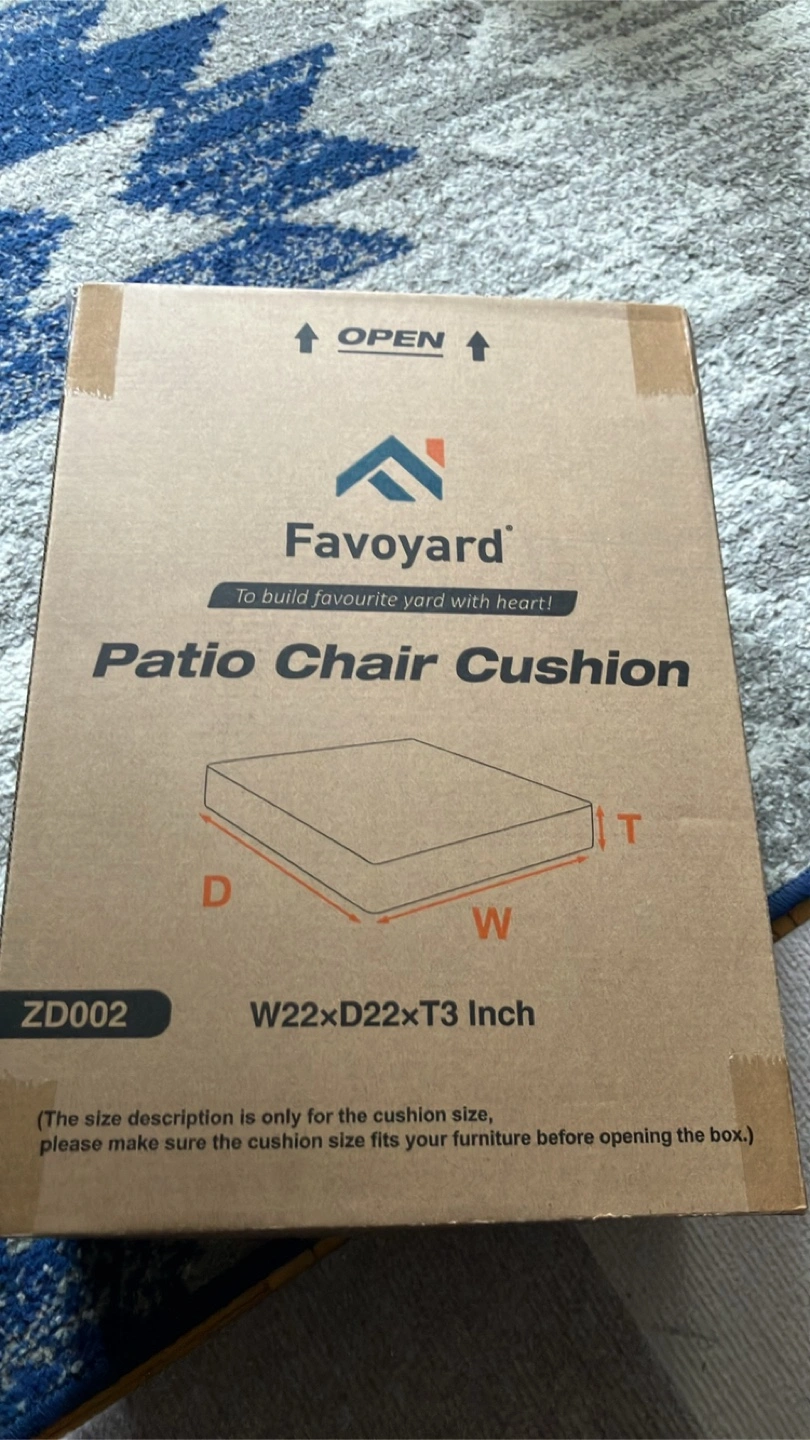 OPEN
Favoyard
To build favourite yard with heart!
Patio Chair Cushion
T
D
W
ZD002
W22×D22×T3 Inch
(The size description is only for the cushion size,
please make sure the cushion size fits your furniture before opening the box.)